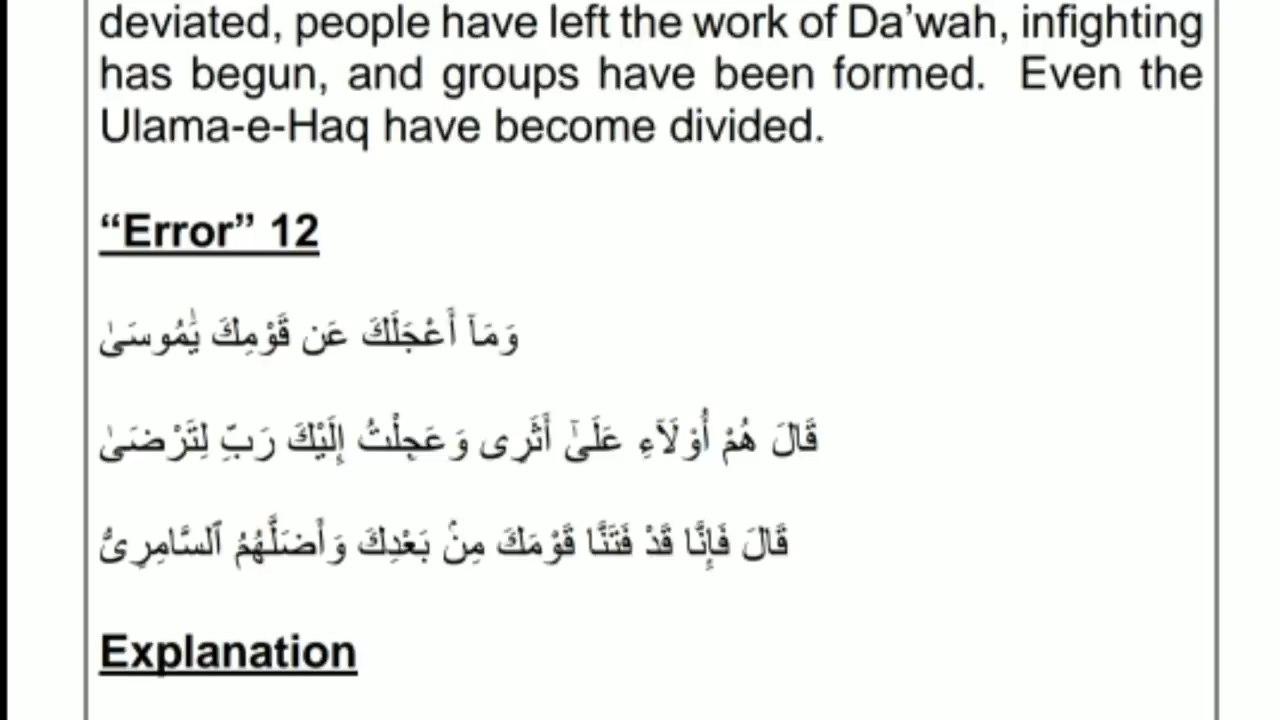 deviated, people have left the work of Da’wah, infighting
has begun, and groups have been formed. Even the
Ulama-e-Haq have become divided.
“Error” 12
وَمَآ أَعْجَلَكَ عَن قَوْمِكَ يَٰمُوسَىٰ
قَالَ هُمْ أُو۟لَآءِ عَلَىٰٓ أَثَرِى وَعَجِلْتُ إِلَيْكَ رَبِّ لِتَرْضَىٰ
قَالَ فَإِنَّا قَدْ فَتَنَّا قَوْمَكَ مِنۢ بَعْدِكَ وَأَضَلَّهُمُ ٱلسَّامِرِىُّ
Explanation